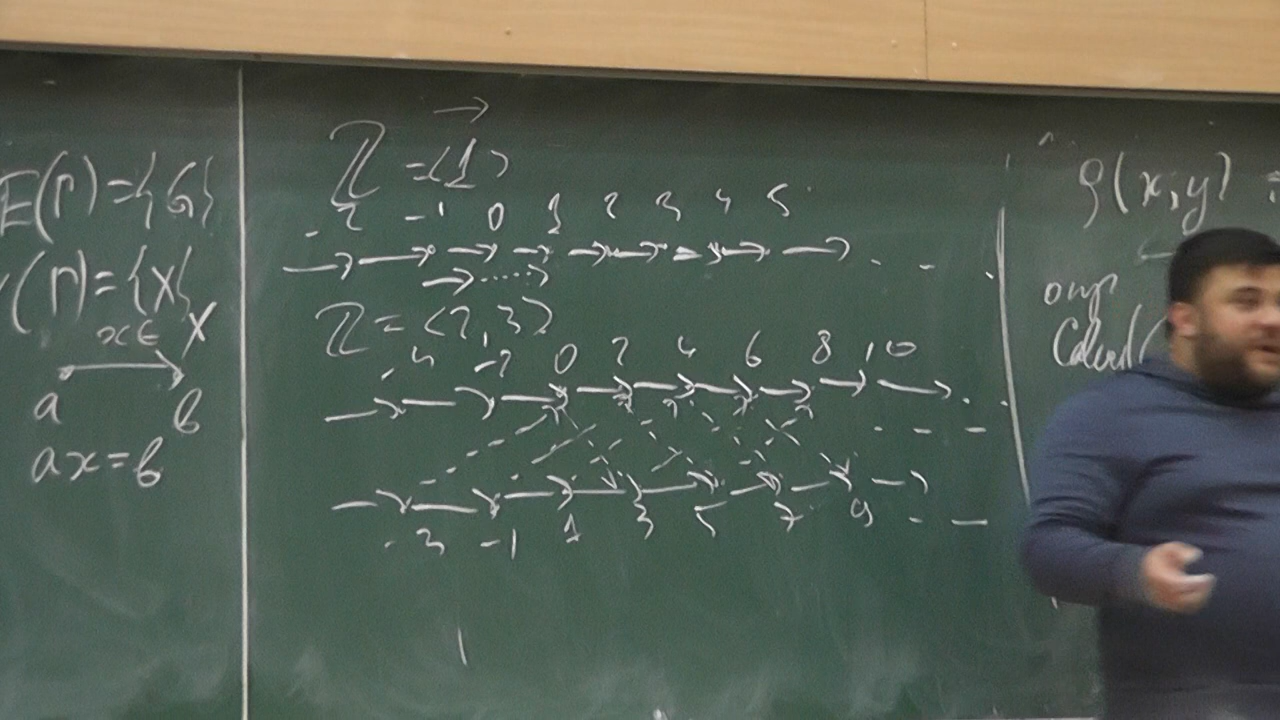 E(Γ)={G}
V(Γ)={X}
x∈X
a b
ax=b
ℤ=⟨1⟩
-2 -1 0 1 2 3 4 5
ℤ=⟨2,3⟩
-4 -2 0 2 4 6 8 10
-3 -1 1 3 5 7 9
ρ(x,y)